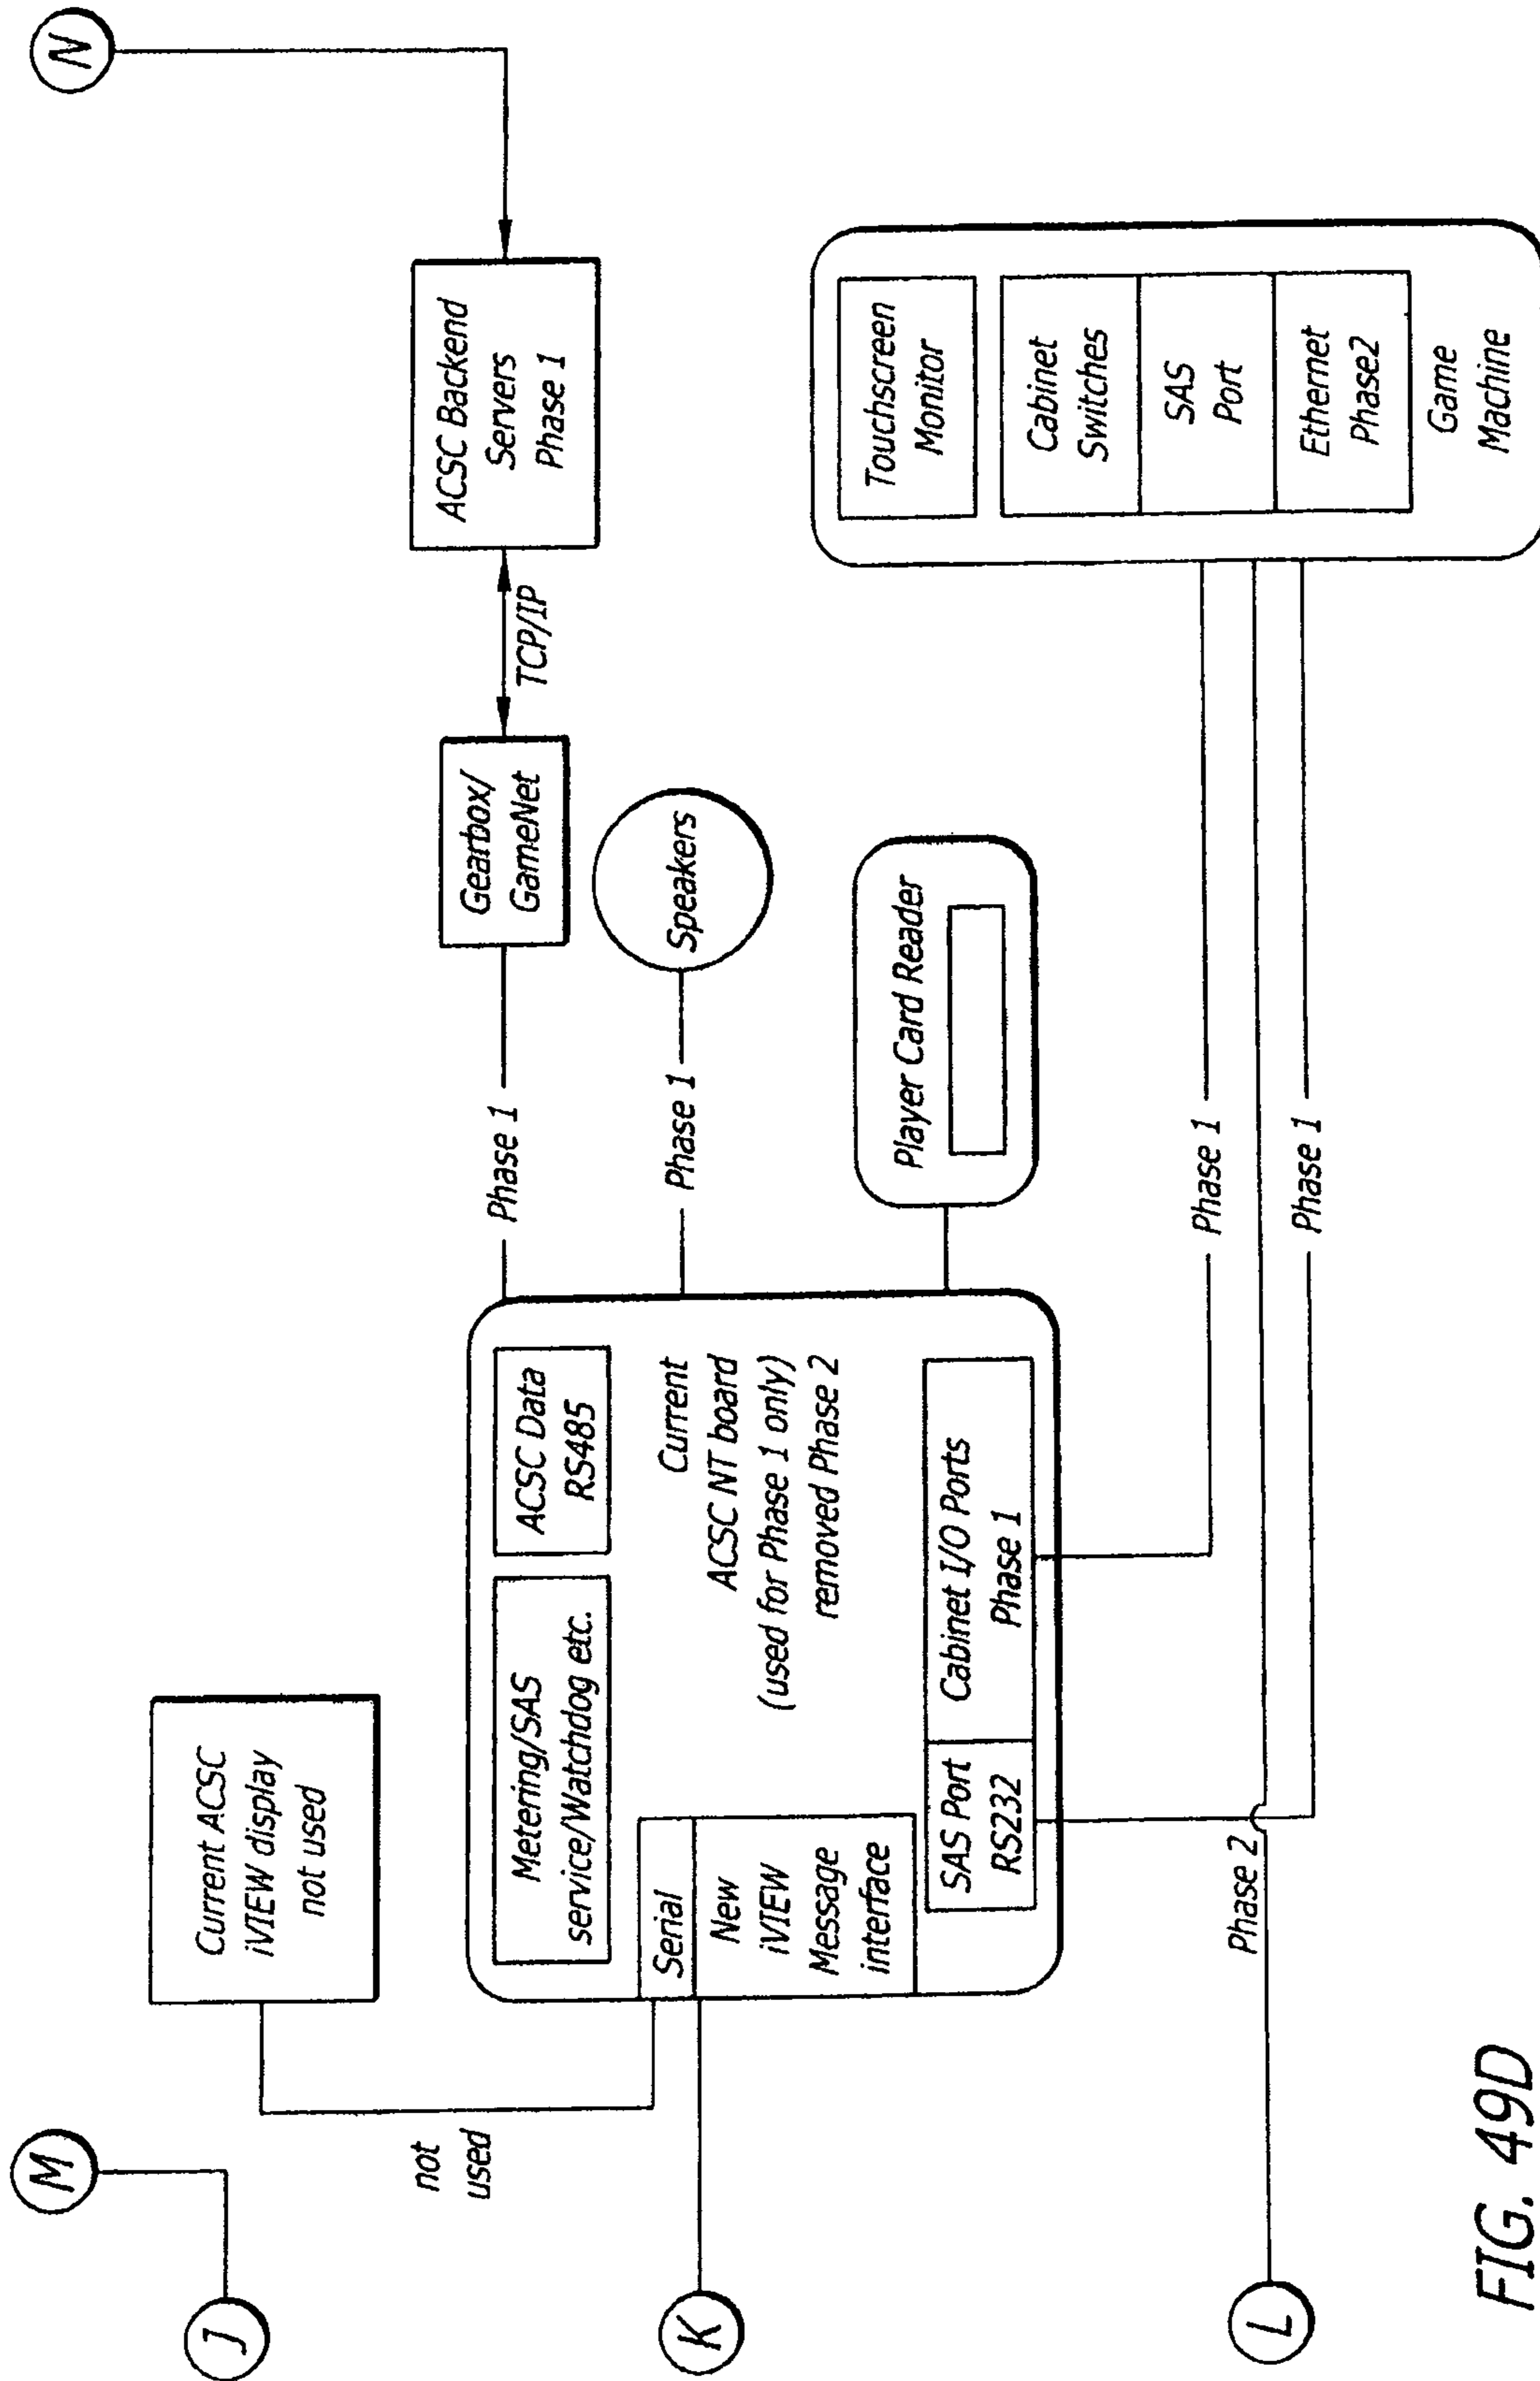 M
N
J
Current ACSC
iVIEW display
not used
not
used
ACSC Backend
Servers
Phase 1
Gearbox/
GameNet
TCP/IP
Phase 1
Metering/SAS
service/Watchdog etc.
ACSC Data
RS485
Speakers
Phase 1
Serial
New
iVIEW
Message
interface
Current
ACSC NT board
(used for Phase 1 only)
removed Phase 2
K
Player Card Reader
SAS Port
RS232
Cabinet I/O Ports
Phase 1
Touchscreen
Monitor
Cabinet
Switches
SAS
Port
Ethernet
Phase2
Game
Machine
Phase 1
Phase 2
Phase 1
L
FIG. 49D